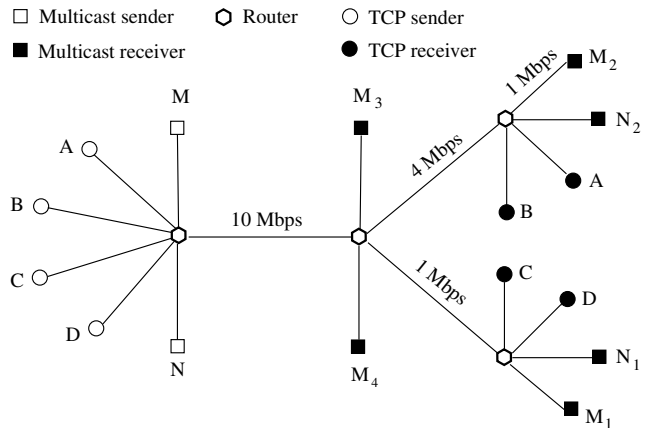 Multicast sender Router TCP sender
Multicast receiver TCP receiver
M
M3
1 Mbps
M2
N2
A
A
4 Mbps
B
B
10 Mbps
C
1 Mbps
C
D
D
N
M4
N1
M1